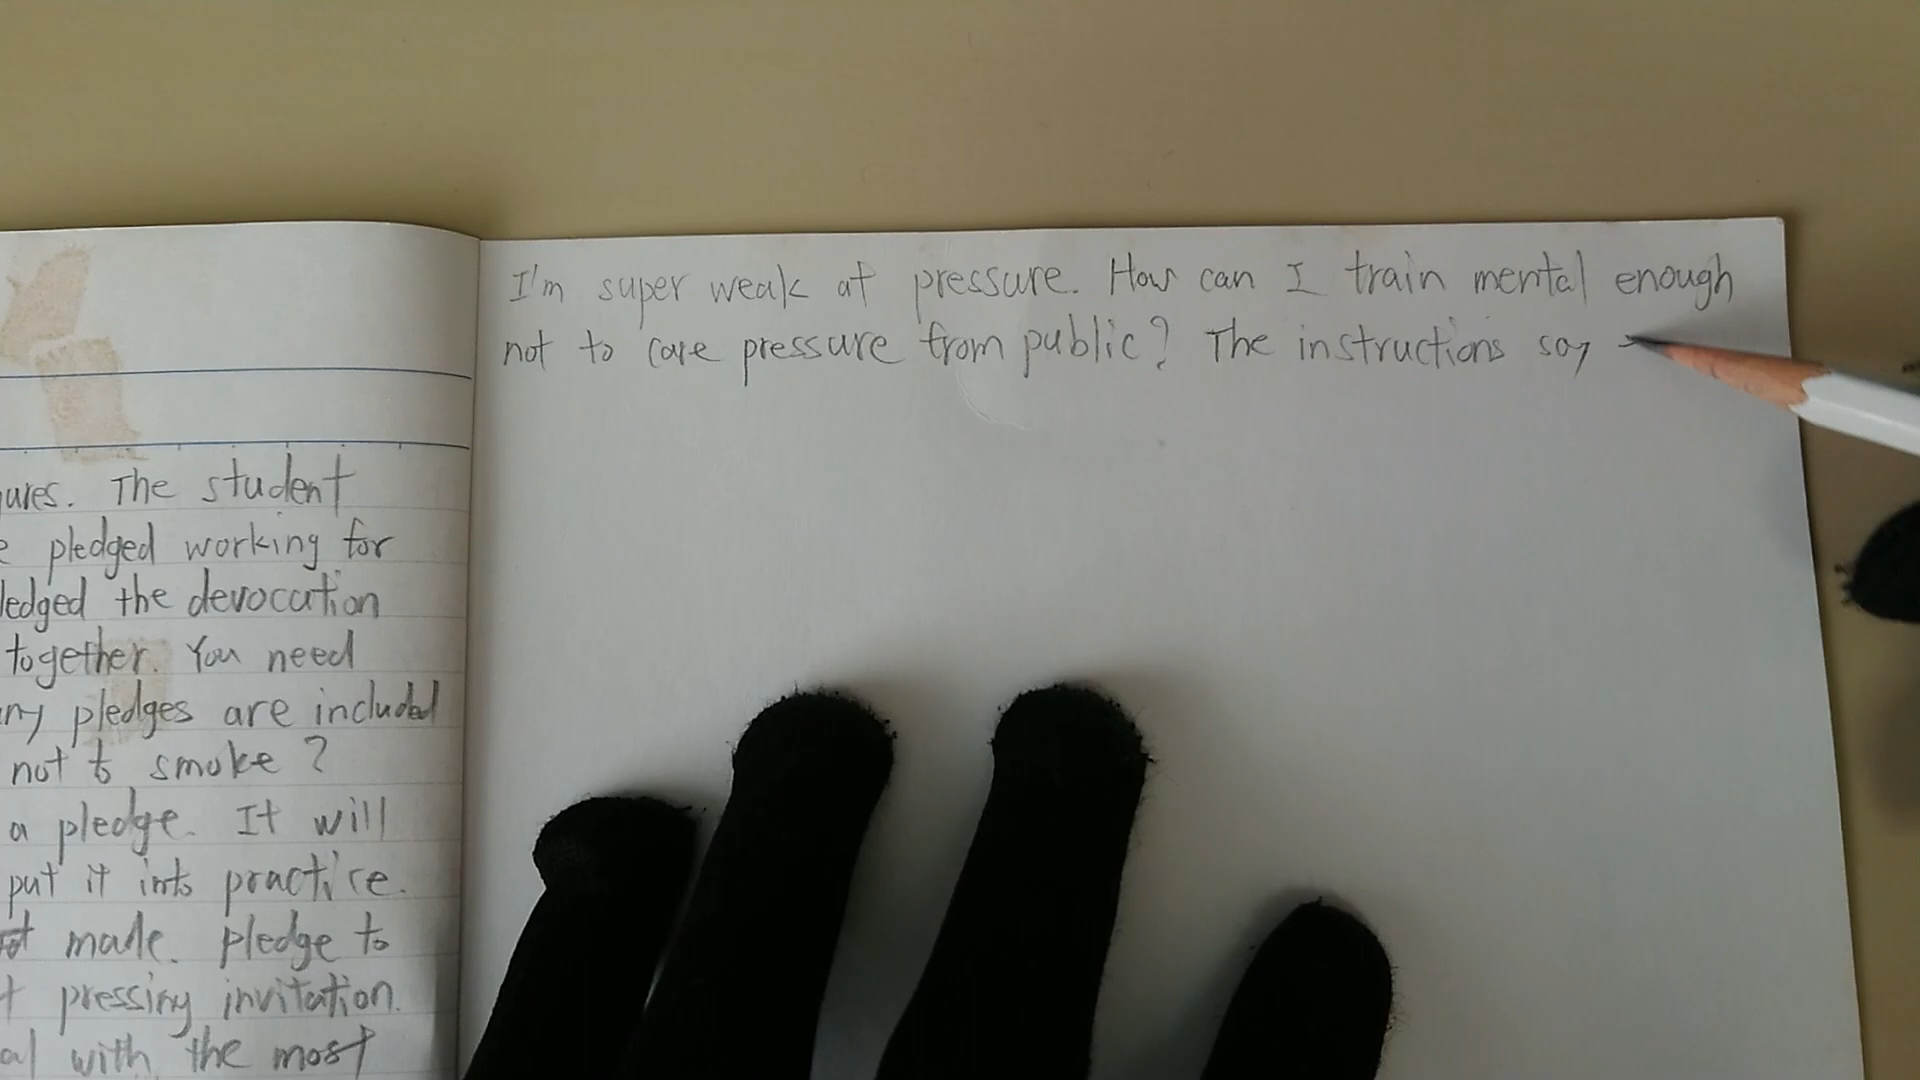 ures. The student
pledged working for
ledged the devocation
together. You need
pledges are included
not to smoke?
a pledge. It will
put it into practice.
made. pledge to
pressing invitation.
with the most
I'm super weak at pressure. How can I train mental enough
not to care pressure from public? The instructions say